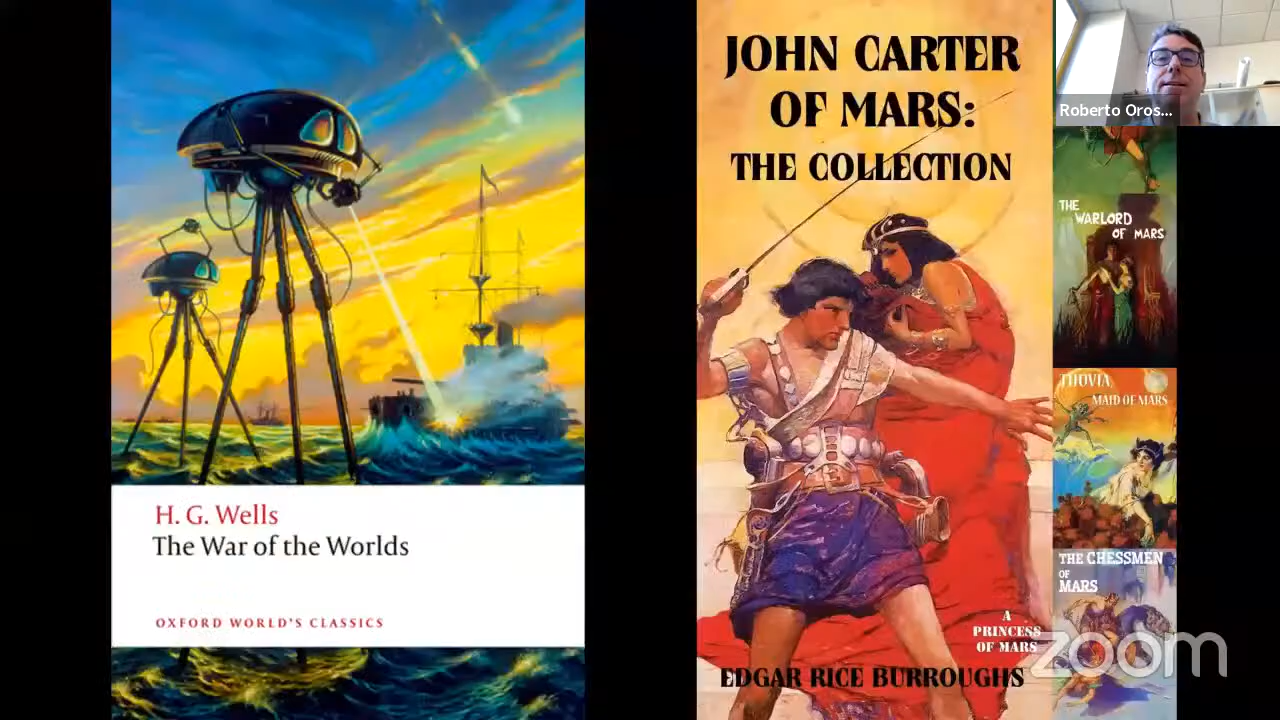 H. G. Wells
The War of the Worlds
OXFORD WORLD'S CLASSICS
JOHN CARTER
OF MARS:
THE COLLECTION
A
PRINCESS
OF MARS
EDGAR RICE BURROUGHS
Roberto Oros...
THE
WARLORD
OF MARS
THUVIA,
MAID OF MARS
THE CHESSMEN
OF
MARS
zoom